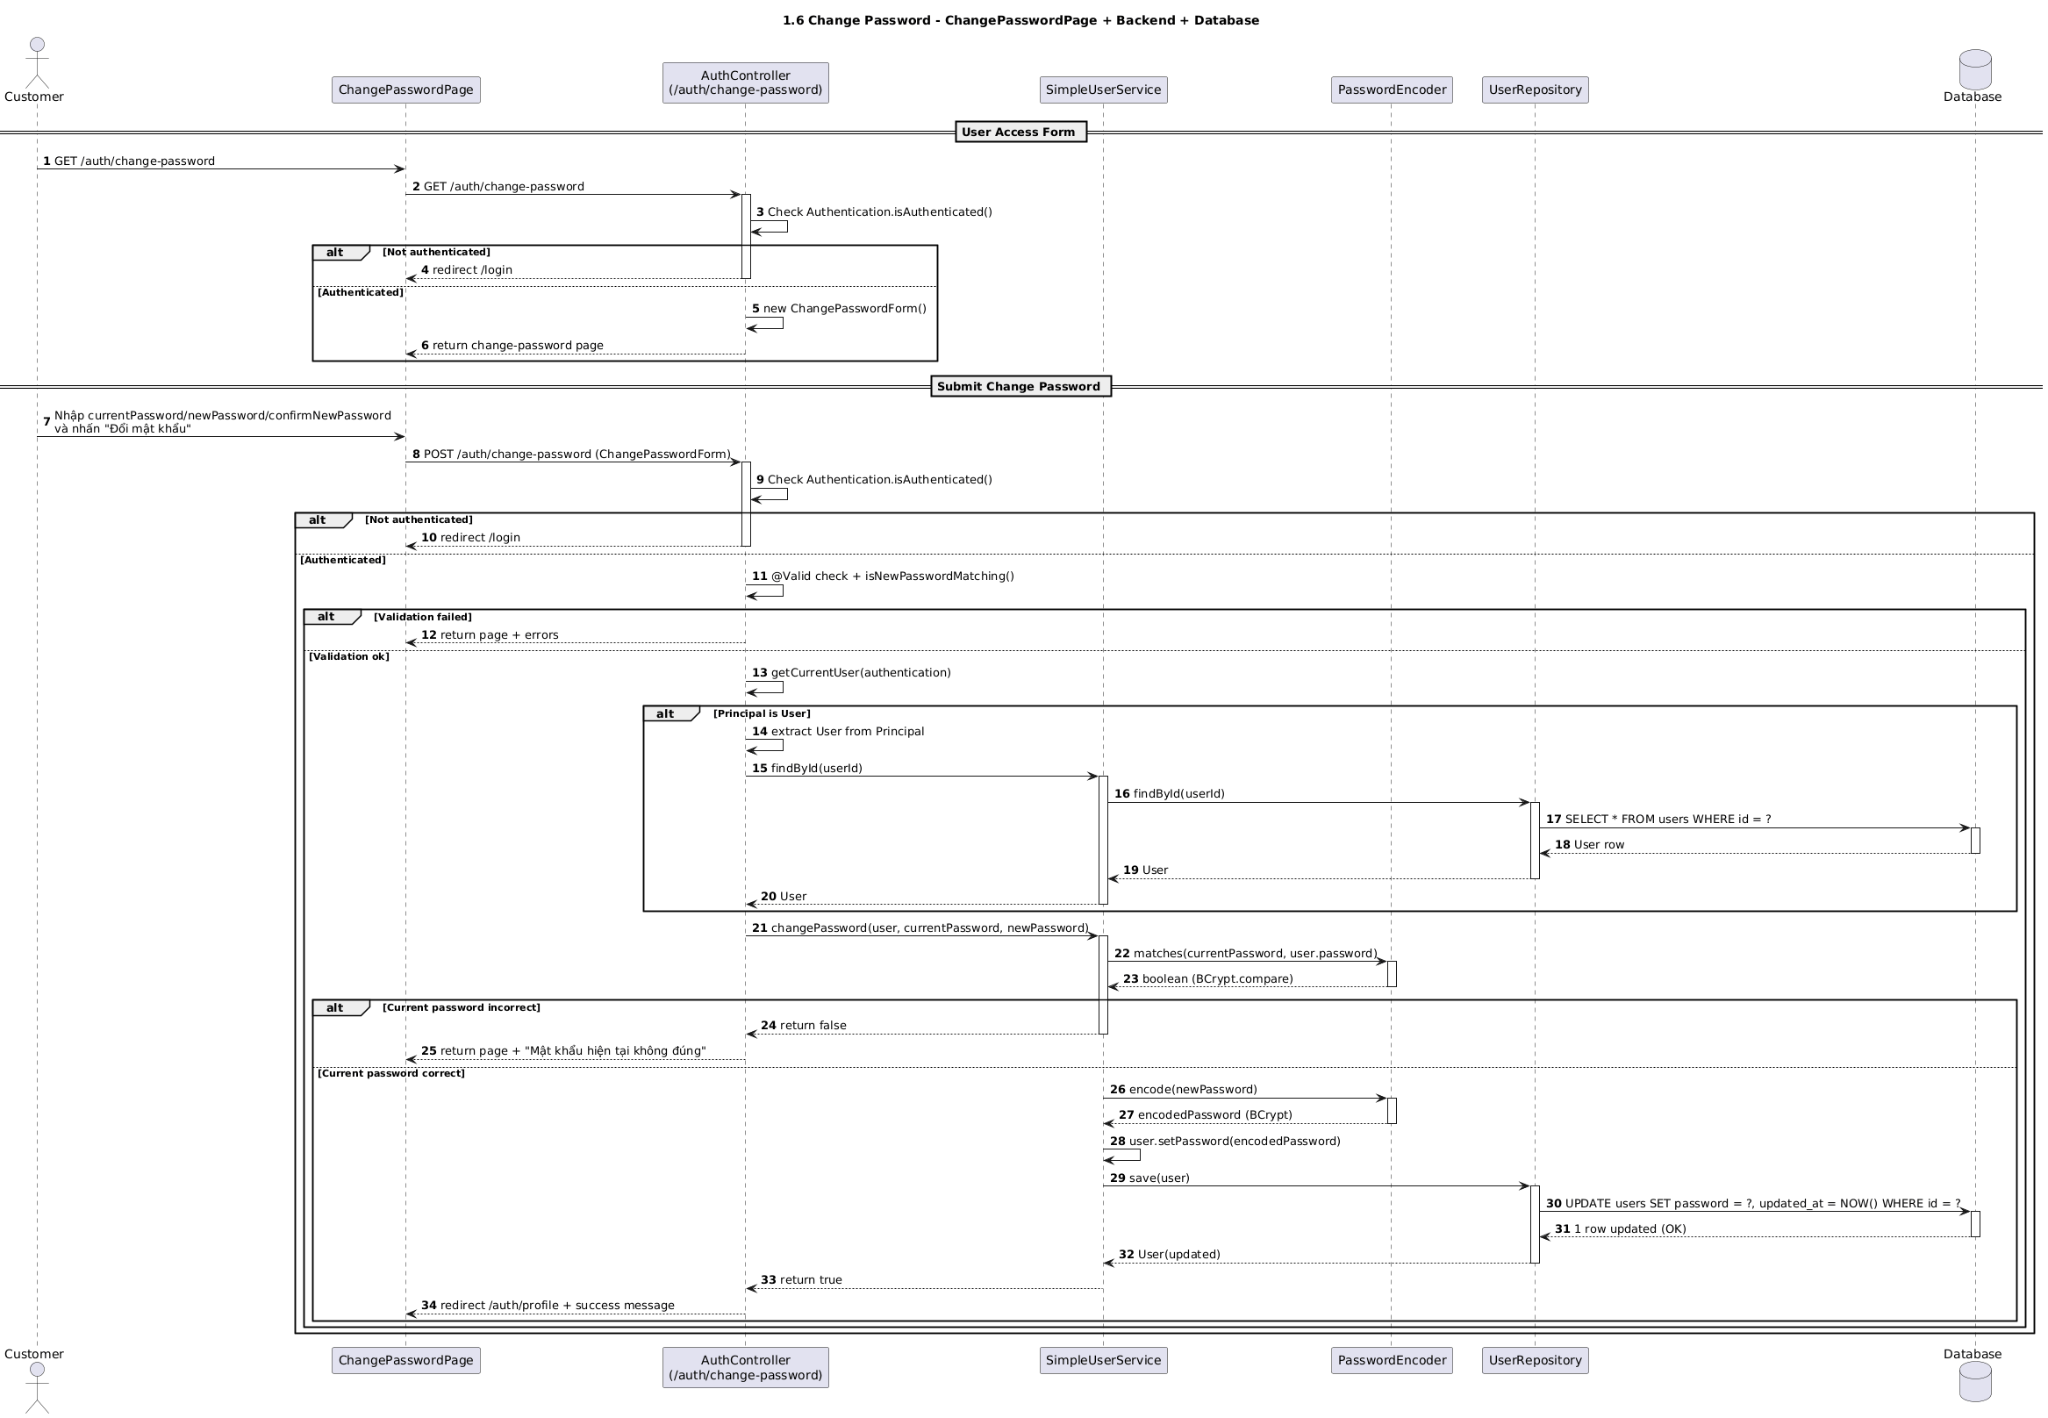 1.6 Change Password - ChangePasswordPage + Backend + Database
Customer
ChangePasswordPage
AuthController
(/auth/change-password)
SimpleUserService
PasswordEncoder
UserRepository
Database
User Access Form
1 GET /auth/change-password
2 GET /auth/change-password
3 Check Authentication.isAuthenticated()
alt [Not authenticated]
4 redirect /login
[Authenticated]
5 new ChangePasswordForm()
6 return change-password page
Submit Change Password
7 Nhập currentPassword/newPassword/confirmNewPassword
và nhấn "Đổi mật khẩu"
8 POST /auth/change-password (ChangePasswordForm)
9 Check Authentication.isAuthenticated()
alt [Not authenticated]
10 redirect /login
[Authenticated]
11 @Valid check + isNewPasswordMatching()
alt [Validation failed]
12 return page + errors
[Validation ok]
13 getCurrentUser(authentication)
alt [Principal is User]
14 extract User from Principal
15 findById(userId)
16 findById(userId)
17 SELECT * FROM users WHERE id = ?
18 User row
19 User
20 User
21 changePassword(user, currentPassword, newPassword)
22 matches(currentPassword, user.password)
23 boolean (BCrypt.compare)
alt [Current password incorrect]
24 return false
25 return page + "Mật khẩu hiện tại không đúng"
[Current password correct]
26 encode(newPassword)
27 encodedPassword (BCrypt)
28 user.setPassword(encodedPassword)
29 save(user)
30 UPDATE users SET password = ?, updated_at = NOW() WHERE id = ?
31 1 row updated (OK)
32 User(updated)
33 return true
34 redirect /auth/profile + success message
Customer
ChangePasswordPage
AuthController
(/auth/change-password)
SimpleUserService
PasswordEncoder
UserRepository
Database